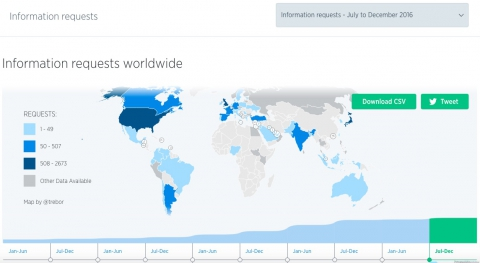 Information requests
Information requests - July to December 2016
Information requests worldwide
Download CSV
Tweet
REQUESTS:
1 - 49
50 - 507
508 - 2673
Other Data Available
Map by @trebor
Jan-Jun
Jul-Dec
Jan-Jun
Jul-Dec
Jan-Jun
Jul-Dec
Jan-Jun
Jul-Dec
Jan-Jun
Jul-Dec